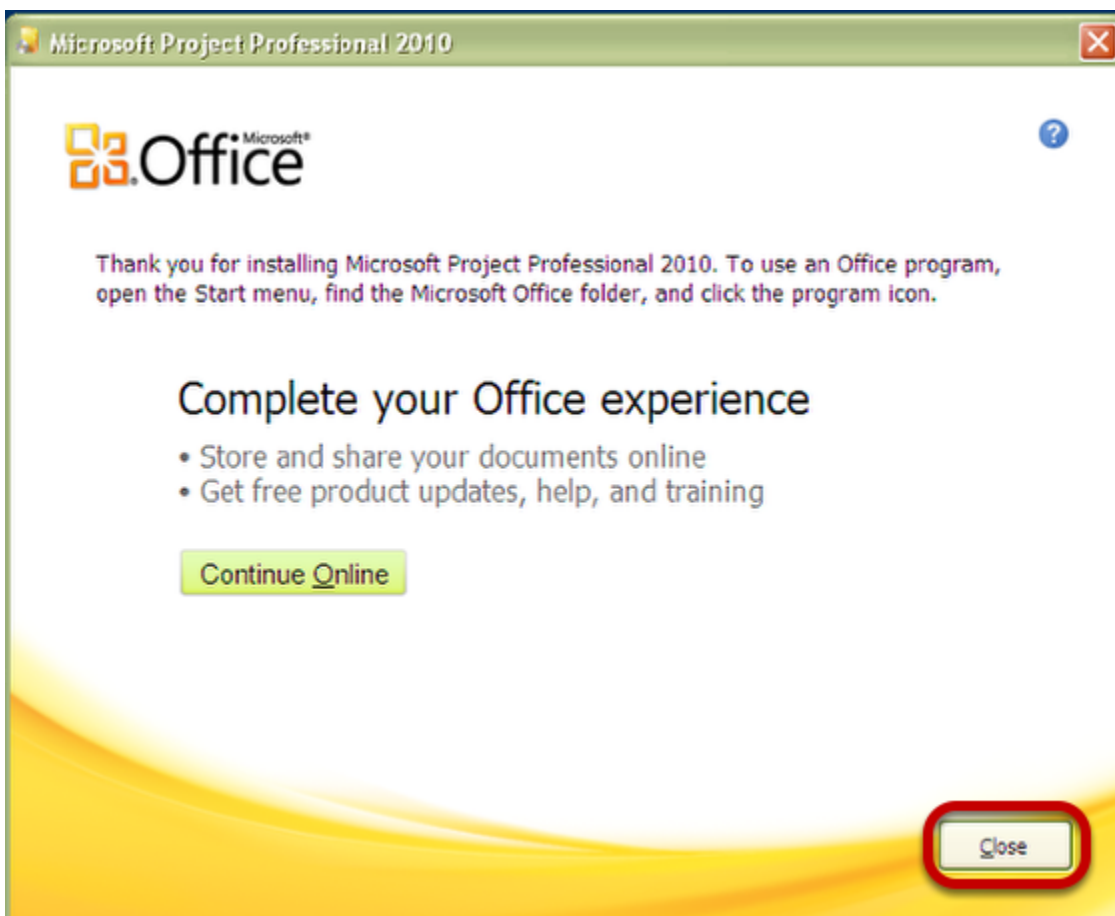 Microsoft Project Professional 2010
Microsoft®
Office
?
Thank you for installing Microsoft Project Professional 2010. To use an Office program,
open the Start menu, find the Microsoft Office folder, and click the program icon.
Complete your Office experience
• Store and share your documents online
• Get free product updates, help, and training
Continue Online
Close